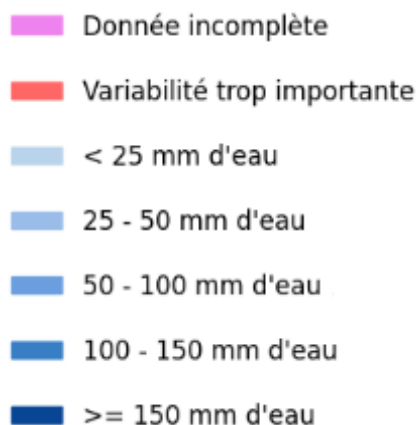 Donnée incomplète
Variabilité trop importante
< 25 mm d'eau
25 - 50 mm d'eau
50 - 100 mm d'eau
100 - 150 mm d'eau
>= 150 mm d'eau